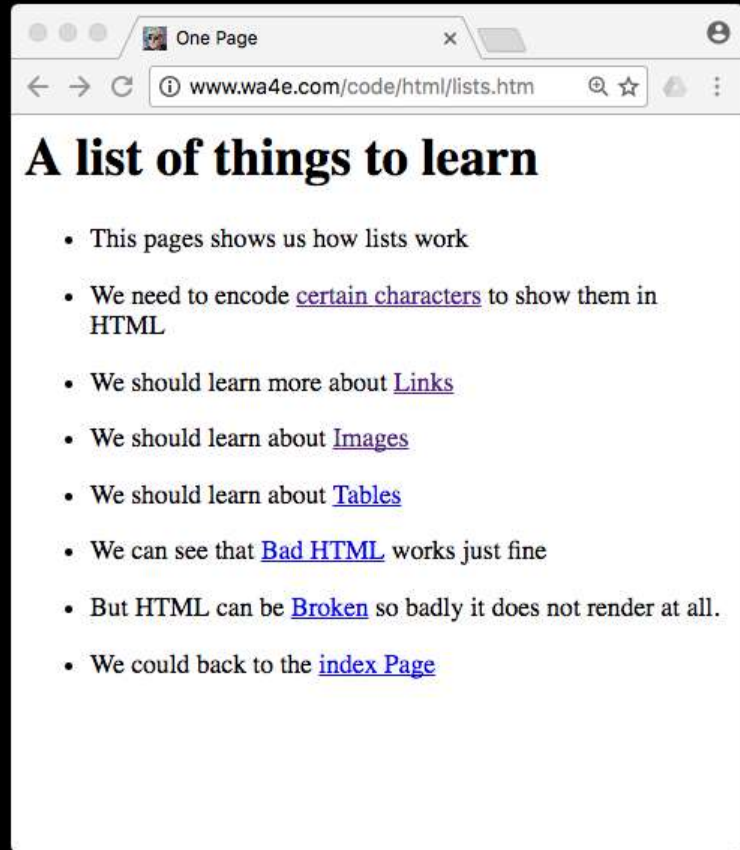 One Page
www.wa4e.com/code/html/lists.htm
A list of things to learn
• This pages shows us how lists work
• We need to encode certain characters to show them in
HTML
• We should learn more about Links
• We should learn about Images
• We should learn about Tables
• We can see that Bad HTML works just fine
• But HTML can be Broken so badly it does not render at all.
• We could back to the index Page